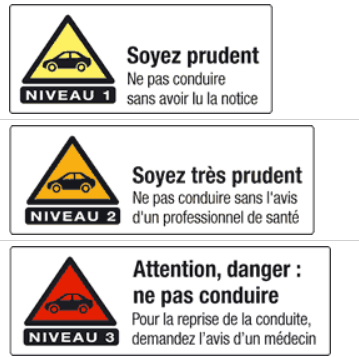 Soyez prudent
Ne pas conduire
sans avoir lu la notice
NIVEAU 1
Soyez très prudent
Ne pas conduire sans l'avis
d'un professionnel de santé
NIVEAU 2
Attention, danger :
ne pas conduire
Pour la reprise de la conduite,
demandez l'avis d'un médecin
NIVEAU 3